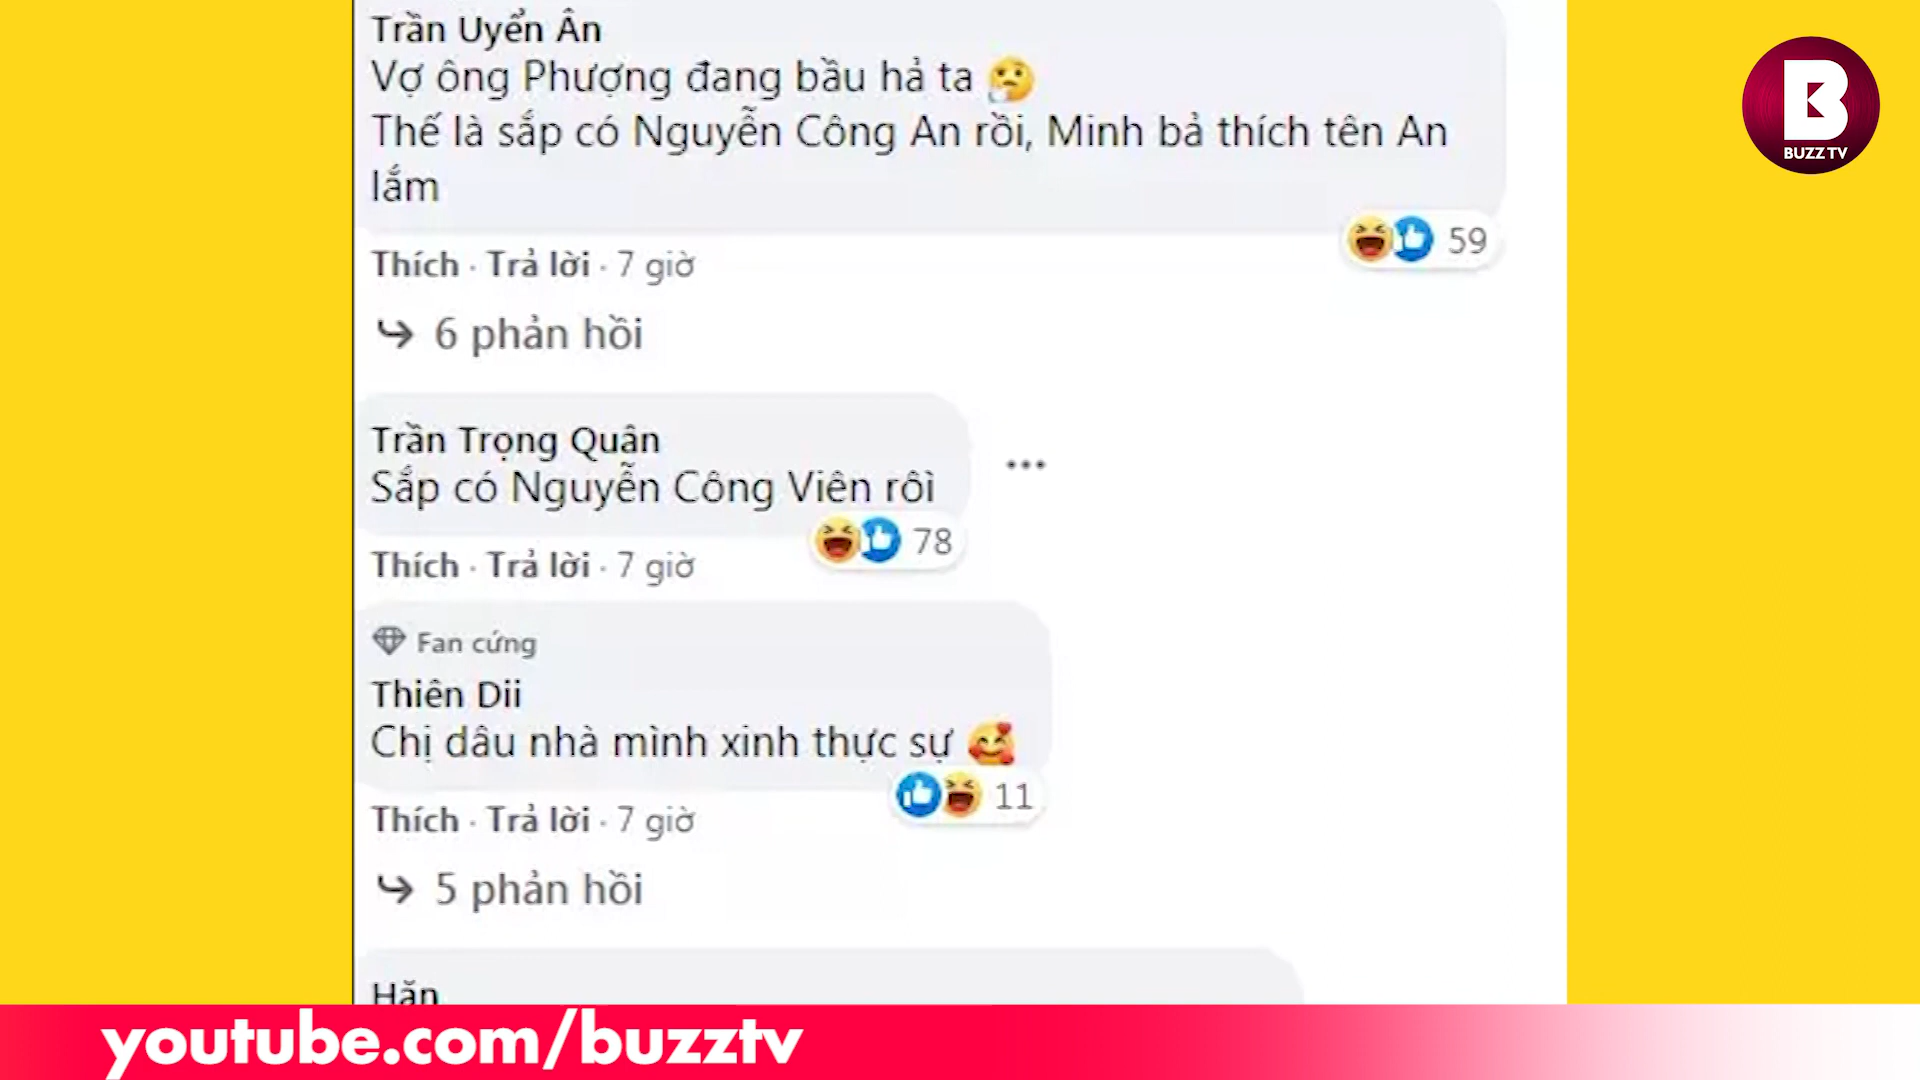 Trần Uyển Ân
Vợ ông Phượng đang bầu hả ta
Thế là sắp có Nguyễn Công An rồi, Minh bả thích tên An
lắm
59
Thích · Trả lời · 7 giờ
6 phản hồi
Trần Trọng Quân
Sắp có Nguyễn Công Viên rồi
78
Thích · Trả lời · 7 giờ
Fan cứng
Thiên Dii
Chị dâu nhà mình xinh thực sự
11
Thích · Trả lời · 7 giờ
5 phản hồi
Hăn
B
BUZZ TV
youtube.com/buzztv